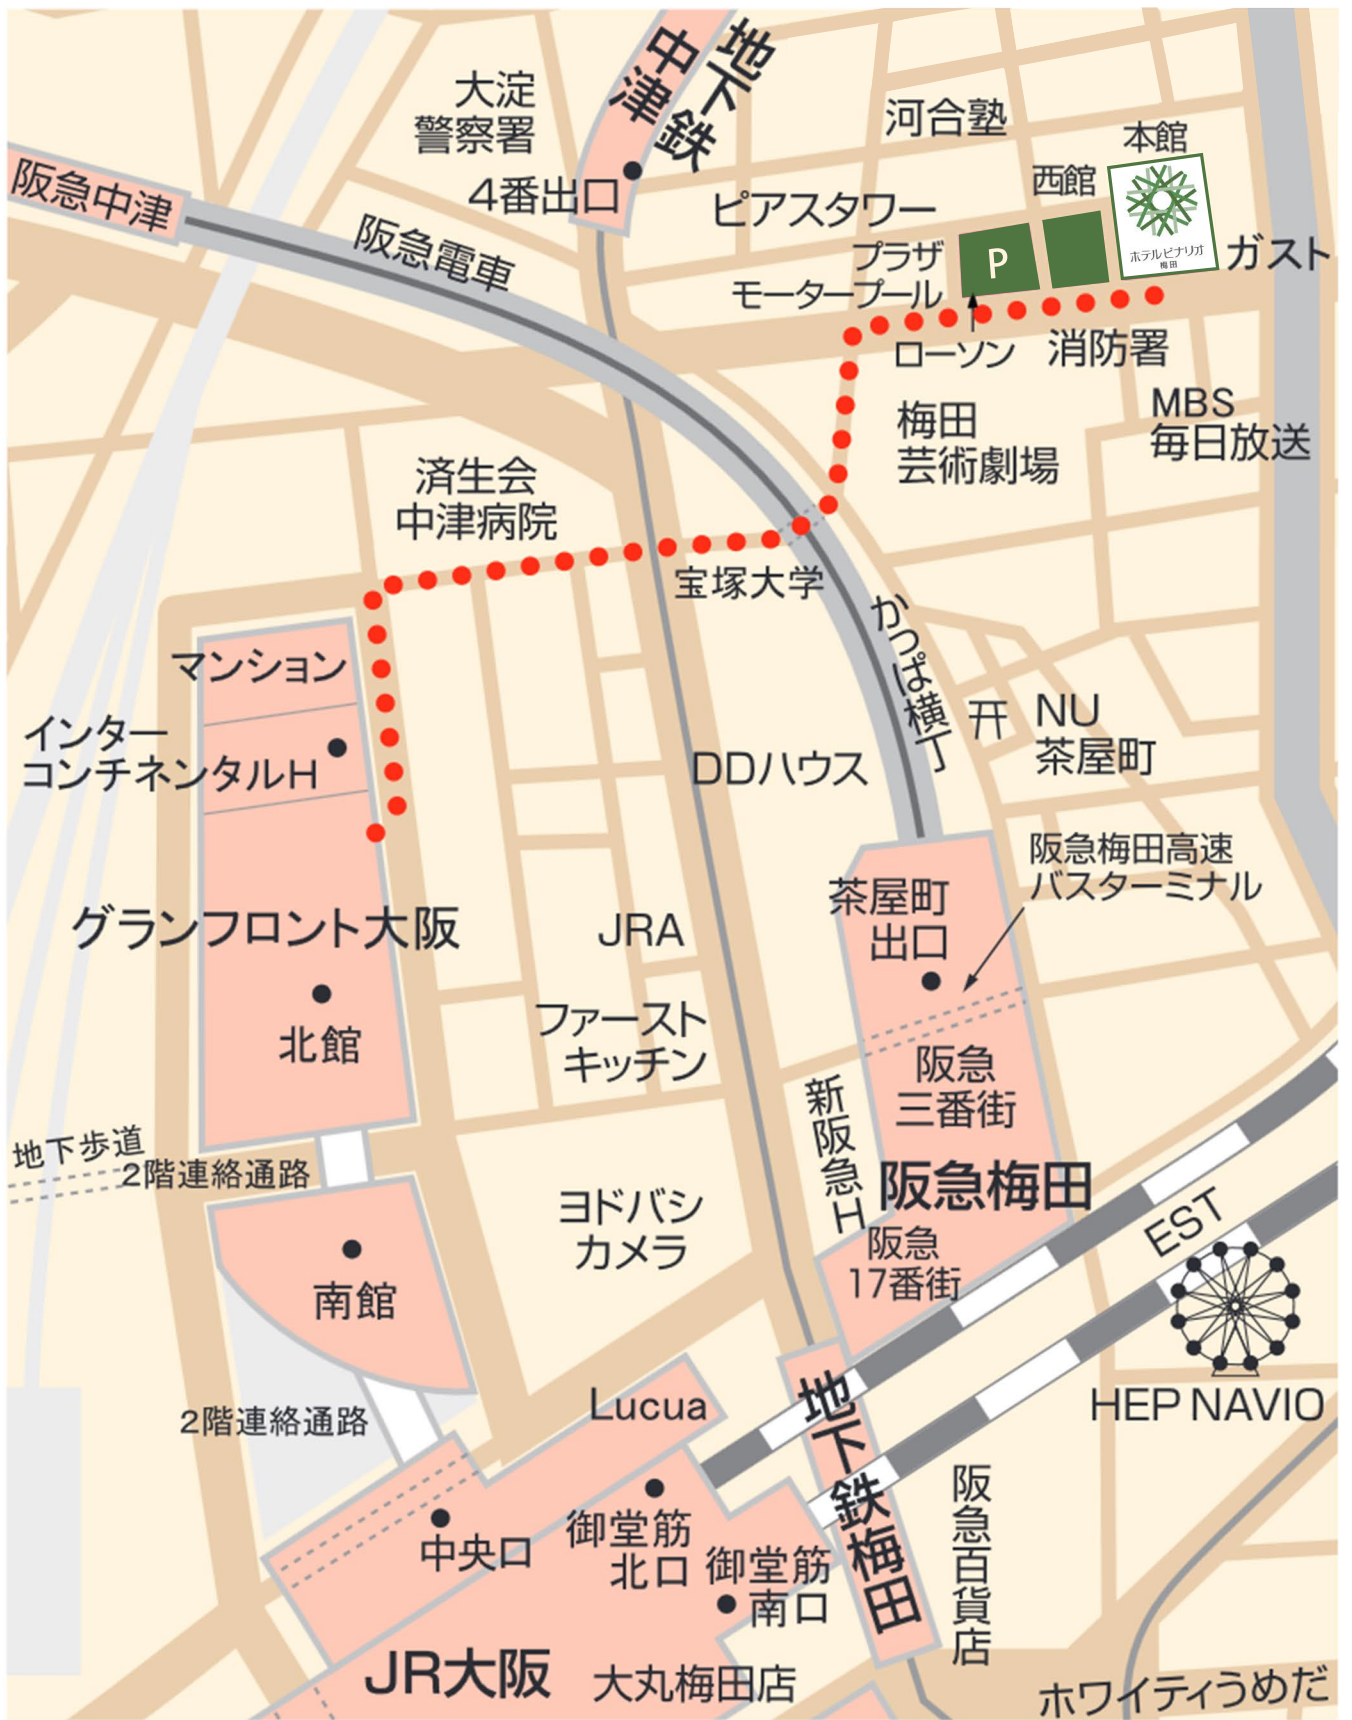 地下鉄
中津
大淀
警察署
4番出口
河合塾
本館
西館
ホテルビナリオ
梅田
ガスト
P
ピアスタワー
プラザ
モータープール
ローソン
消防署
阪急中津
阪急電車
梅田
芸術劇場
MBS
毎日放送
済生会
中津病院
宝塚大学
かっぱ横丁
マンション
インター
コンチネンタルH
NU
茶屋町
DDハウス
阪急梅田高速
バスターミナル
茶屋町
出口
グランフロント大阪
JRA
北館
ファースト
キッチン
阪急
三番街
新阪急H
地下歩道
2階連絡通路
阪急梅田
ヨドバシ
カメラ
阪急
17番街
EST
南館
HEP NAVIO
2階連絡通路
Lucua
地下鉄梅田
中央口
御堂筋
北口
御堂筋
南口
阪急百貨店
JR大阪
大丸梅田店
ホワイティうめだ